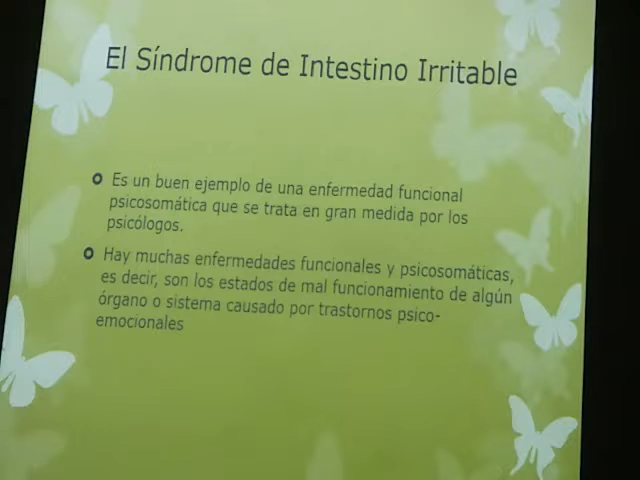 El Síndrome de Intestino Irritable
Es un buen ejemplo de una enfermedad funcional
psicosomática que se trata en gran medida por los
psicólogos.
Hay muchas enfermedades funcionales y psicosomáticas,
es decir, son los estados de mal funcionamiento de algún
órgano o sistema causado por trastornos psico-
emocionales